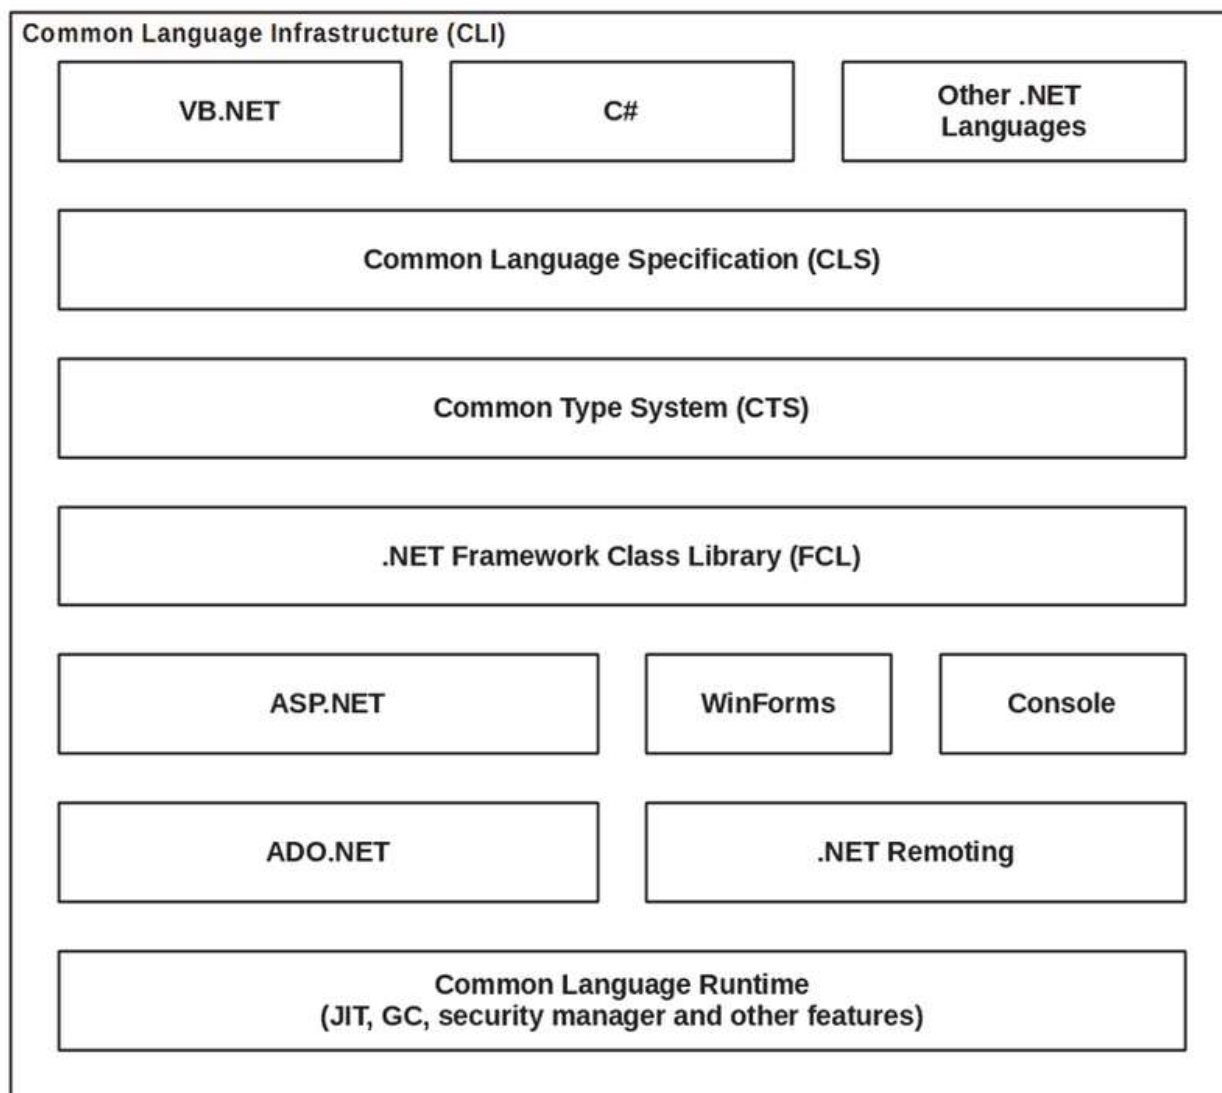 Common Language Infrastructure (CLI)
VB.NET
C#
Other .NET
Languages
Common Language Specification (CLS)
Common Type System (CTS)
.NET Framework Class Library (FCL)
ASP.NET
WinForms
Console
ADO.NET
.NET Remoting
Common Language Runtime
(JIT, GC, security manager and other features)